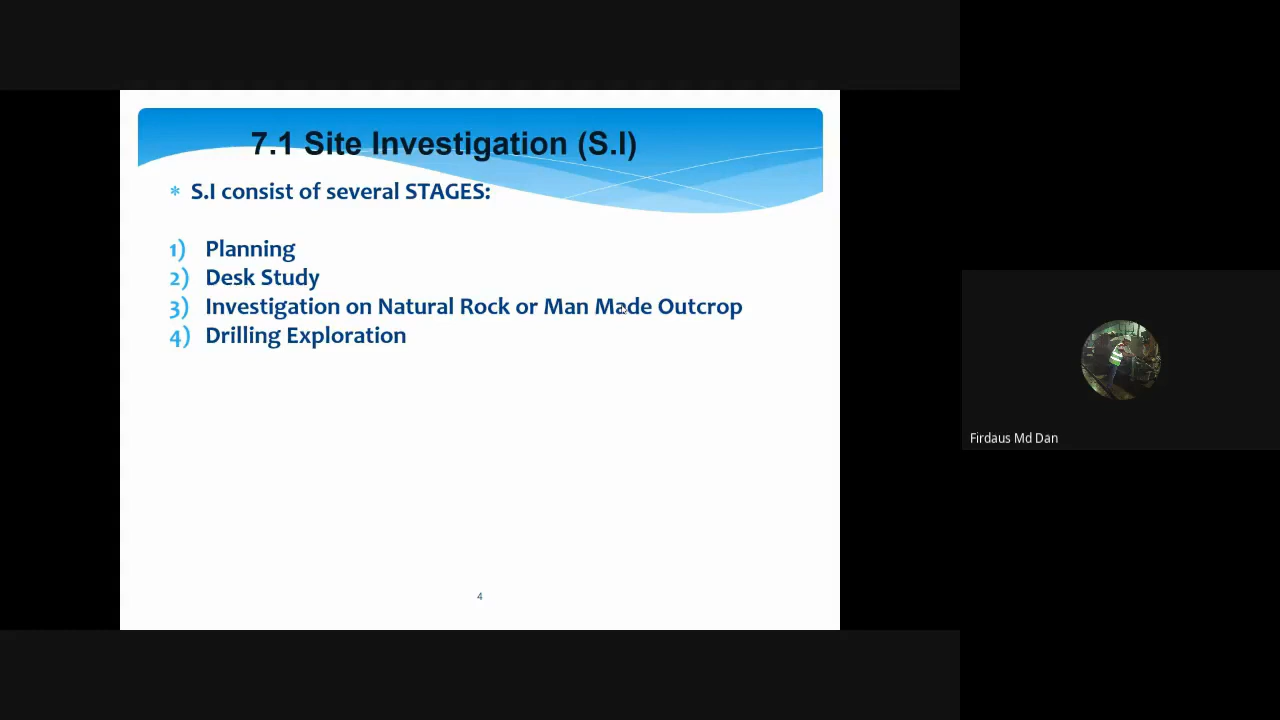 7.1 Site Investigation (S.I)
* S.I consist of several STAGES:
1) Planning
2) Desk Study
3) Investigation on Natural Rock or Man Made Outcrop
4) Drilling Exploration
4
Firdaus Md Dan